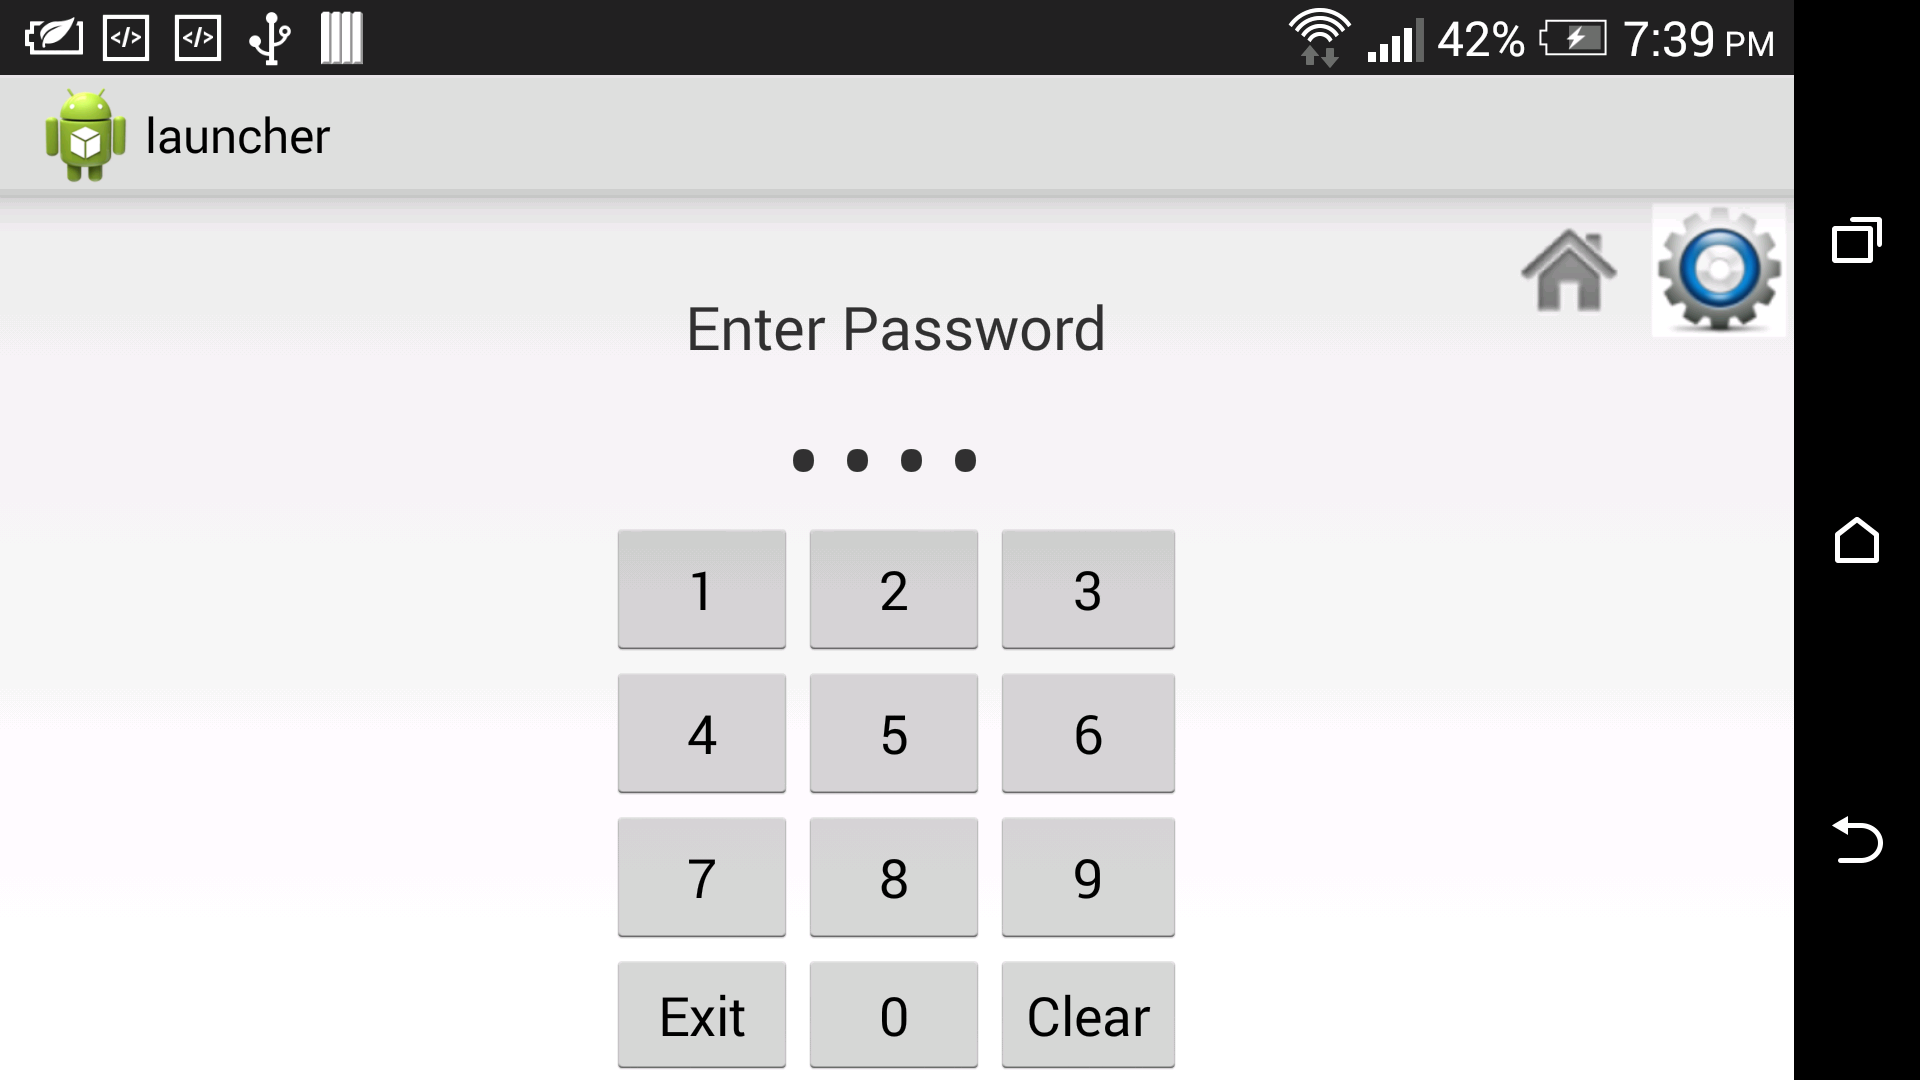 42% 7:39 PM
launcher
Enter Password
1 2 3
4 5 6
7 8 9
Exit 0 Clear